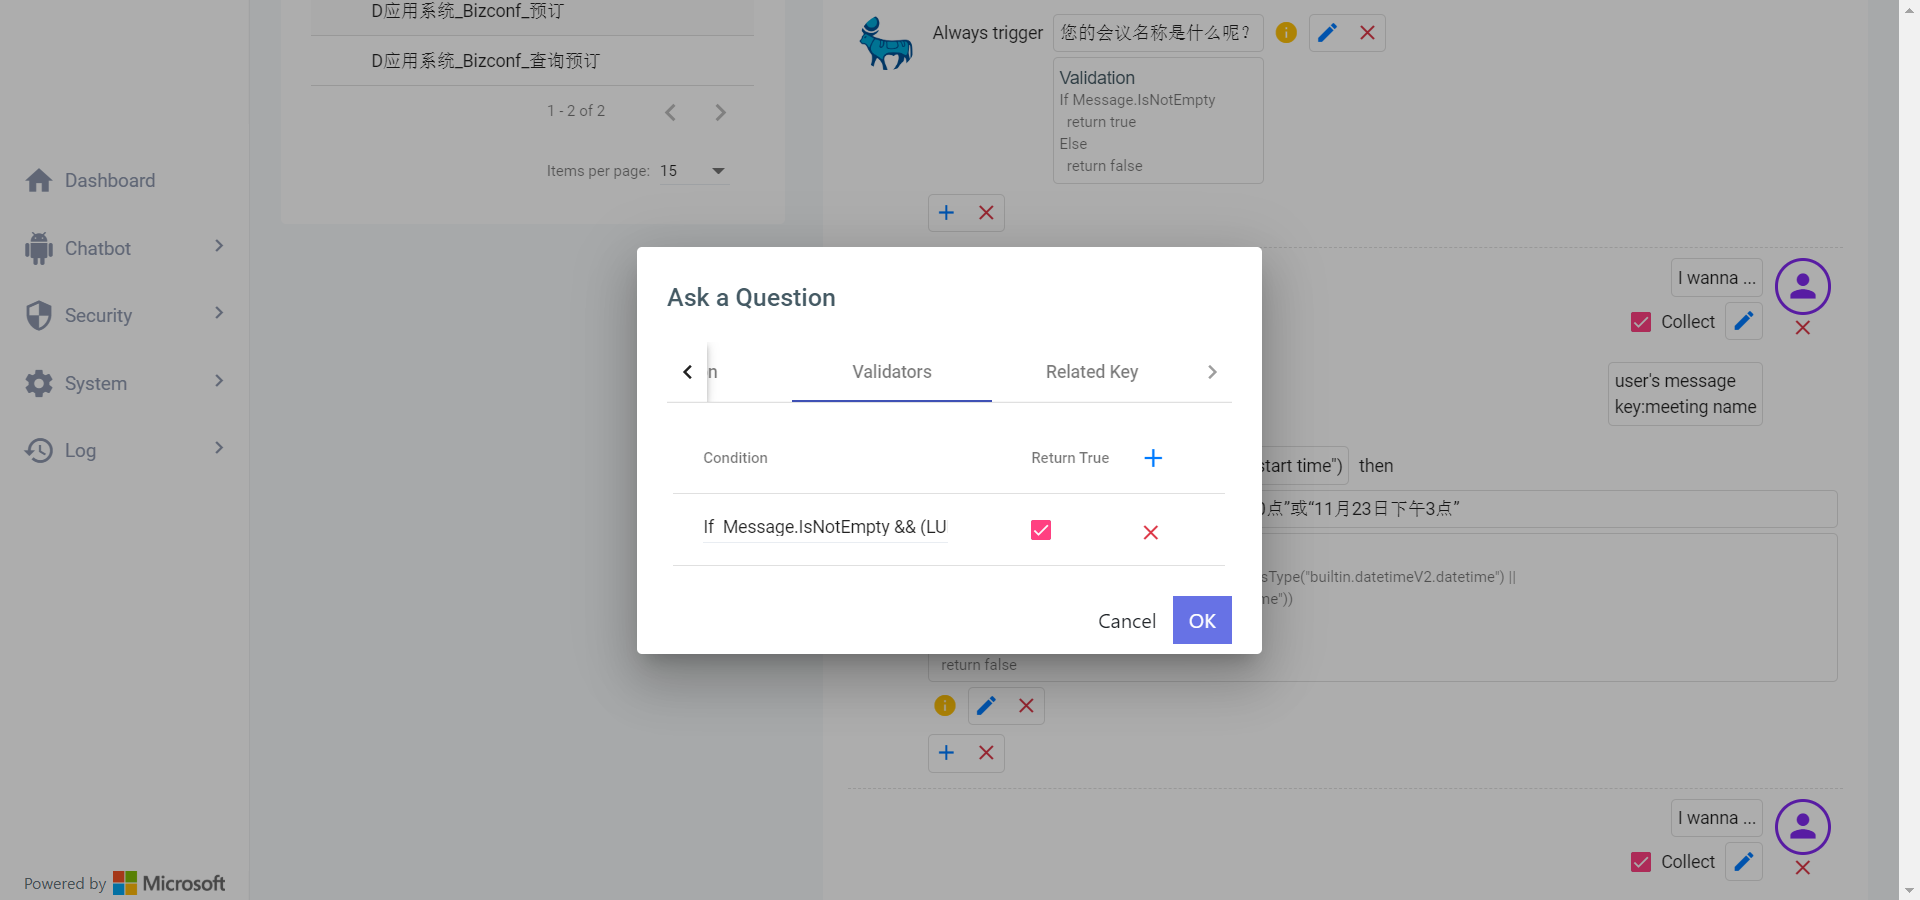 D应用系统_Bizconf_预订
D应用系统_Bizconf_查询预订
1 - 2 of 2
Items per page: 15
Dashboard
Chatbot
Security
System
Log
Powered by Microsoft
Always trigger
您的会议名称是什么呢?
Validation
If Message.IsNotEmpty
return true
Else
return false
I wanna ...
Collect
user's message
key:meeting name
start time") then
点”或“11月23日下午3点”
sType("builtin.datetimeV2.datetime") ||
me"))
return false
I wanna ...
Collect
Ask a Question
Validators
Related Key
Condition
Return True
If Message.IsNotEmpty && (LU
Cancel
OK